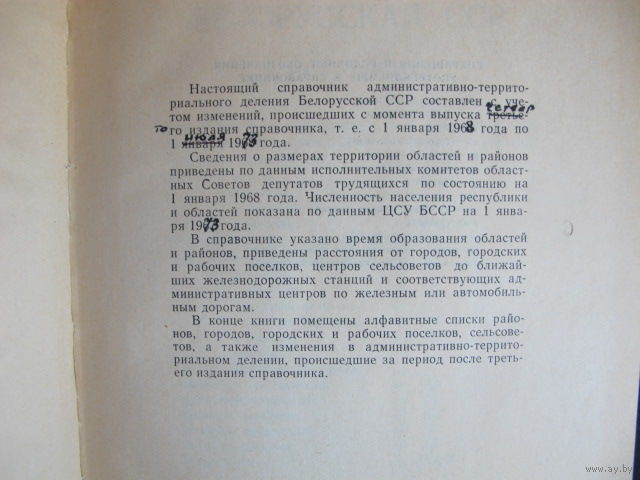 Настоящий справочник административно-террито-
риального деления Белорусской ССР составлен с уче-
том изменений, происшедших с момента выпуска третье-
четвер
го издания справочника, т. е. с 1 января 1968 года по
то
июля
1 января 1973 года.
Сведения о размерах территории областей и районов
приведены по данным исполнительных комитетов област-
ных Советов депутатов трудящихся по состоянию на
1 января 1968 года. Численность населения республики
и областей показана по данным ЦСУ БССР на 1 янва-
ря 1973 года.
В справочнике указано время образования областей
и районов, приведены расстояния от городов, городских
и рабочих поселков, центров сельсоветов до ближай-
ших железнодорожных станций и соответствующих ад-
министративных центров по железным или автомобиль-
ным дорогам.
В конце книги помещены алфавитные списки райо-
нов, городов, городских и рабочих поселков, сельсове-
тов, а также изменения в административно-террито-
риальном делении, происшедшие за период после треть-
его издания справочника.
www.ay.by